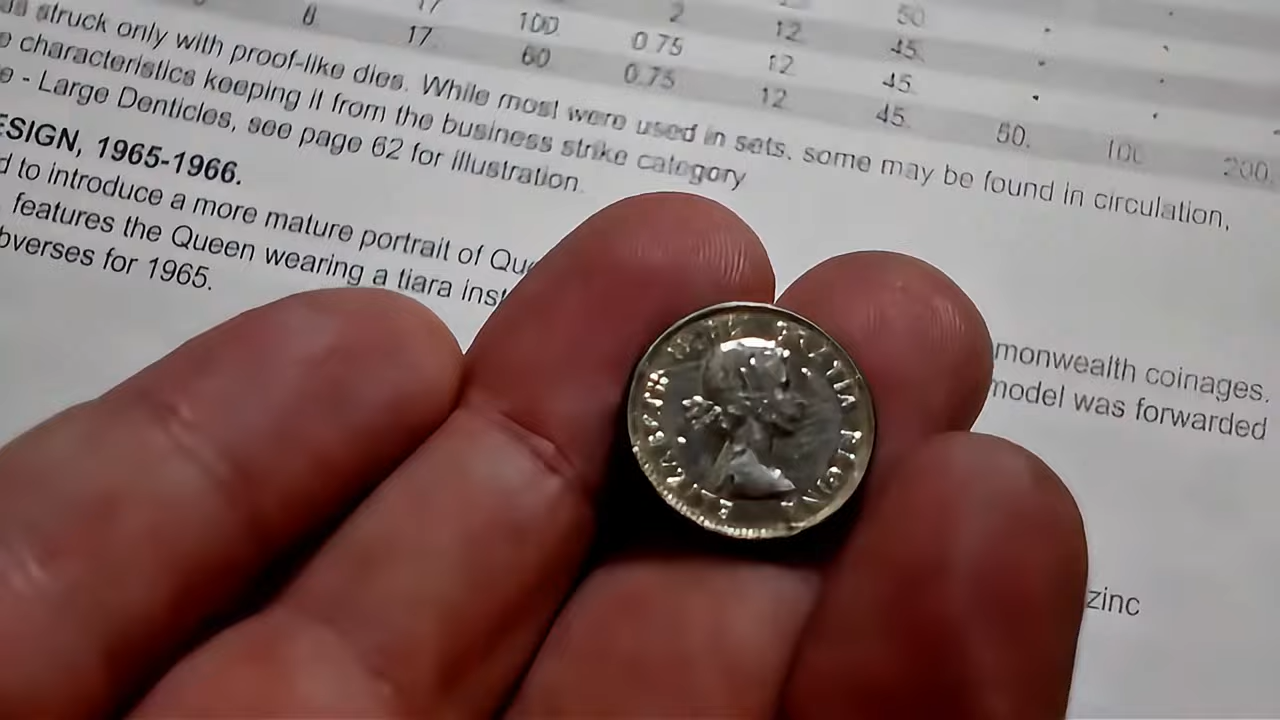 8 17 100 2 12 50
17. 60 0.75 12 45.
0.75 12 45.
12 45. 50. 100 200.
struck only with proof-like dies. While most were used in sets, some may be found in circulation,
characteristics keeping it from the business strike category
- Large Denticles, see page 62 for illustration.
ESIGN, 1965-1966.
d to introduce a more mature portrait of Que
monwealth coinages.
features the Queen wearing a tiara inst
model was forwarded
bverses for 1965.
zinc
REGINA